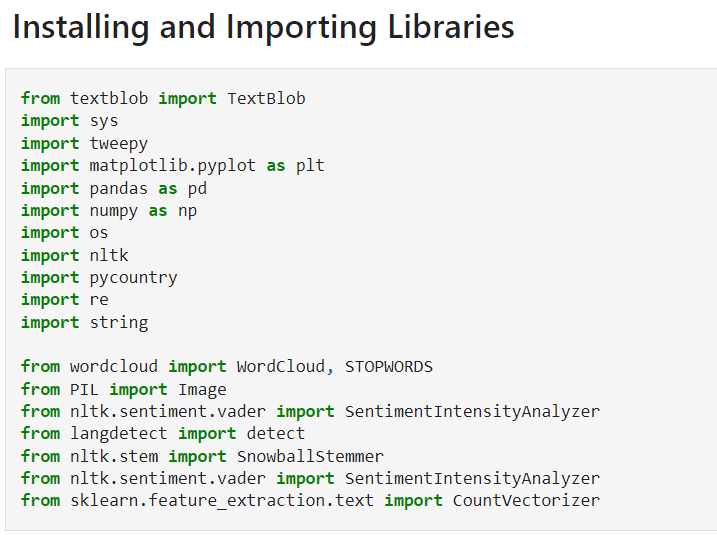 Installing and Importing Libraries
from textblob import TextBlob
import sys
import tweepy
import matplotlib.pyplot as plt
import pandas as pd
import numpy as np
import os
import nltk
import pycountry
import re
import string
from wordcloud import WordCloud, STOPWORDS
from PIL import Image
from nltk.sentiment.vader import SentimentIntensityAnalyzer
from langdetect import detect
from nltk.stem import SnowballStemmer
from nltk.sentiment.vader import SentimentIntensityAnalyzer
from sklearn.feature_extraction.text import CountVectorizer